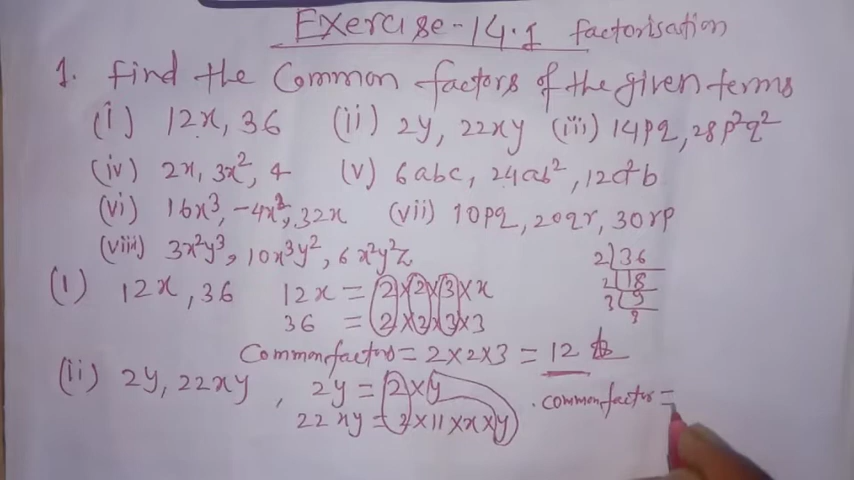 Exercise-14.1 factorisation
1. Find the Common factors of the given terms
(i) 12x, 36 (ii) 2y, 22xy (iii) 14pq, 28p²q²
(iv) 2x, 3x², 4 (v) 6abc, 24ab², 12a²b
(vi) 16x³, -4x², 32x (vii) 10pq, 20qr, 30rp
(viii) 3x²y³, 10x³y², 6x²y²z
(1) 12x, 36 12x = 2×2×3×x
36 = 2×2×3×3
2 36
2 18
3 9
3
Common factors = 2×2×3 = 12
(ii) 2y, 22xy, 2y = 2×y
22xy = 2×11×x×y
common factor =